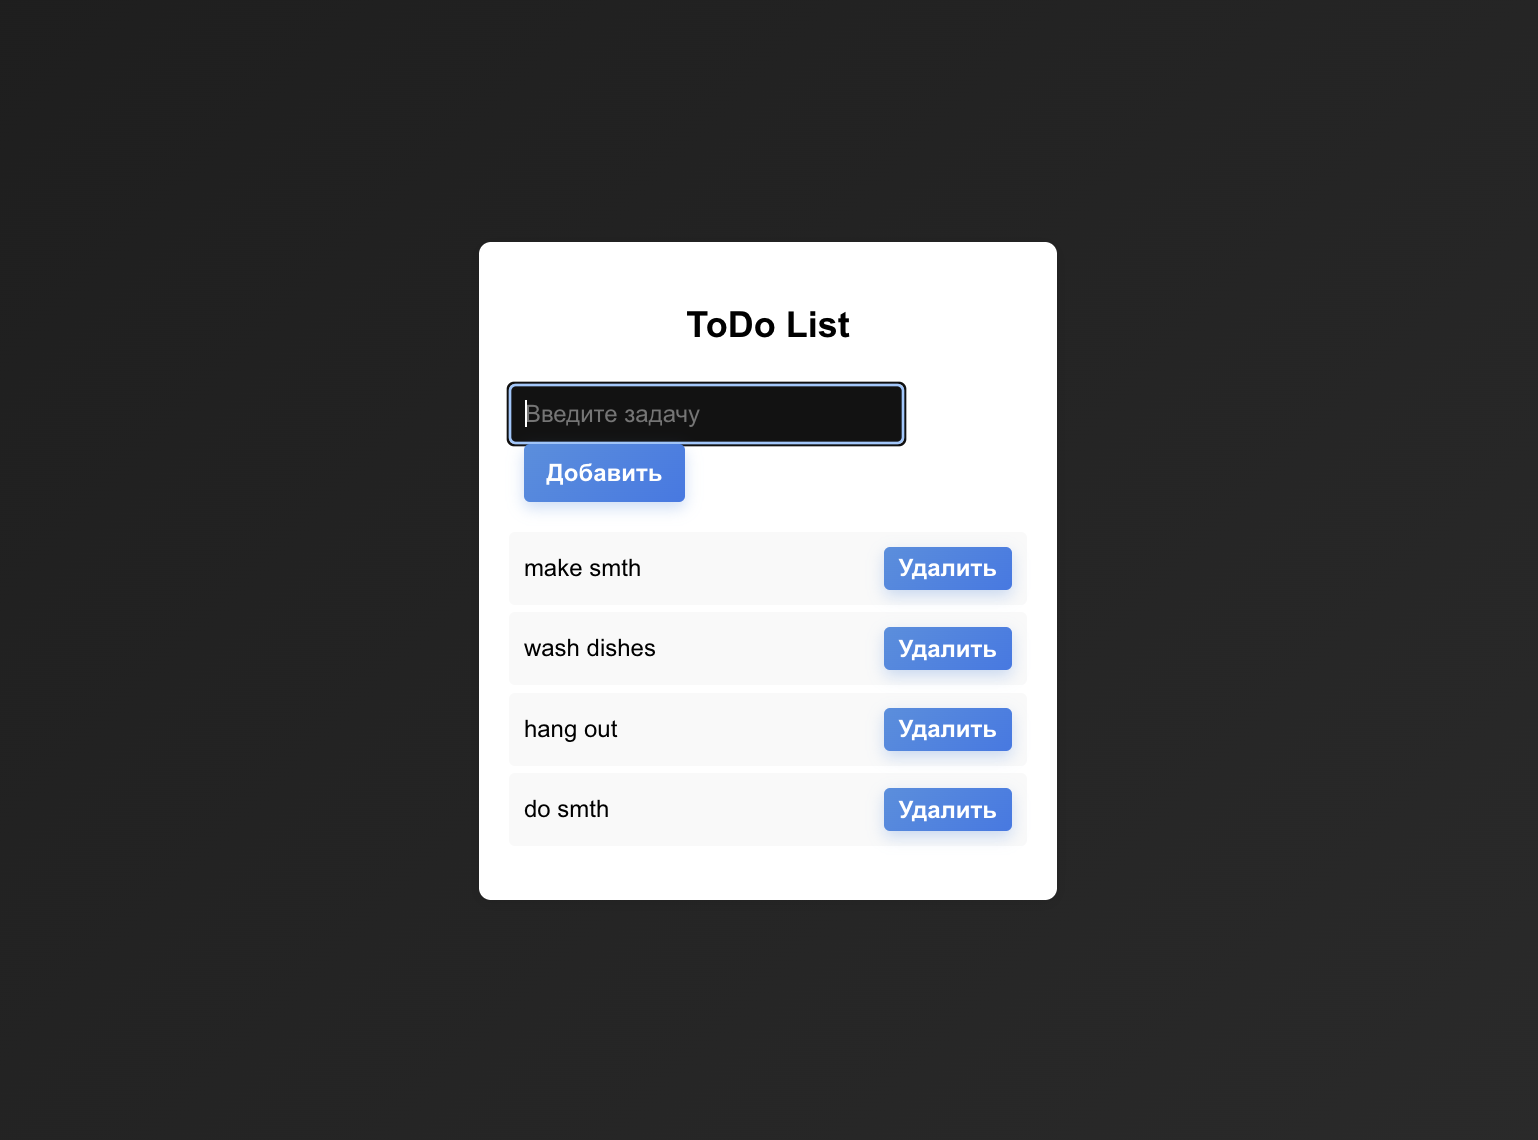 ToDo List
Введите задачу
Добавить
make smth Удалить
wash dishes Удалить
hang out Удалить
do smth Удалить